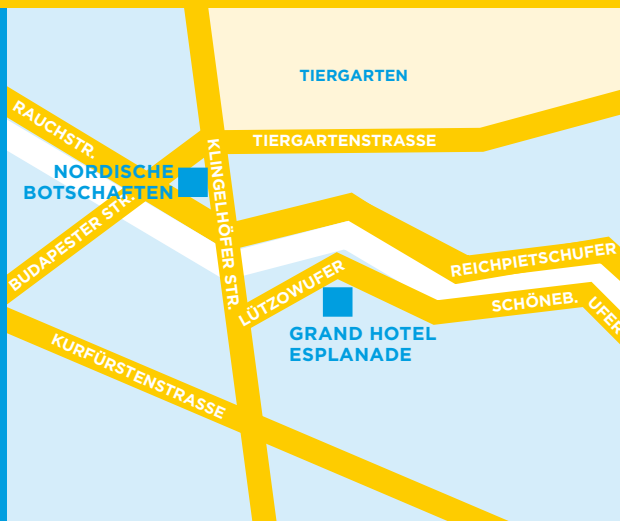 TIERGARTEN
RAUCHSTR.
TIERGARTENSTRASSE
KLINGELHÖFER STR.
NORDISCHE
BOTSCHAFTEN
BUDAPESTER STR.
REICHPIETSCHUFER
LÜTZOWUFER
SCHÖNEB. UFER
GRAND HOTEL
ESPLANADE
KURFÜRSTENSTRASSE